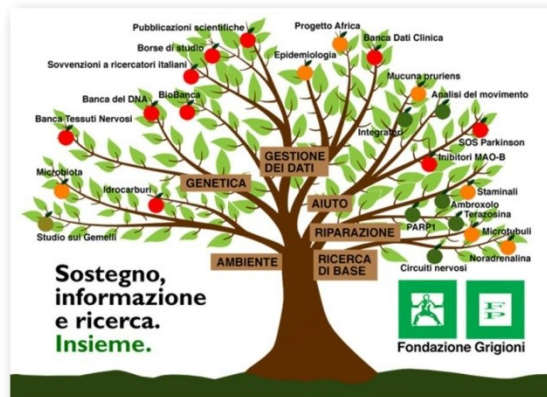 Pubblicazioni scientifiche
Borse di studio
Sovvenzioni a ricercatori italiani
Progetto Africa
Epidemiologia
Banca Dati Clinica
Mucuna pruriens
Analisi del movimento
Banca del DNA
BioBanca
Banca Tessuti Nervosi
Integratori
SOS Parkinson
Inibitori MAO-B
GESTIONE
DEI DATI
GENETICA
Microbiota
Idrocarburi
AIUTO
Staminali
Ambroxolo
Terazosina
PARP1
Microtubuli
Noradrenalina
RIPARAZIONE
Studio sui Gemelli
AMBIENTE
RICERCA
DI BASE
Circuiti nervosi
Sostegno,
informazione
e ricerca.
Insieme.
FP
Fondazione Grigioni